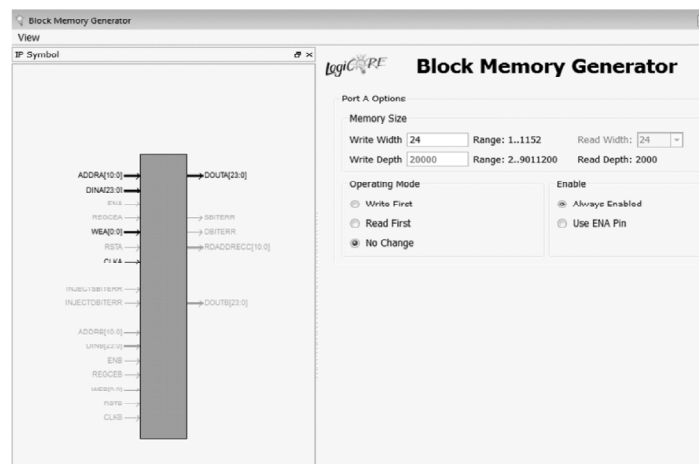 Block Memory Generator
View
IP Symbol
LogiCORE
Block Memory Generator
Port A Options
Memory Size
Write Width 24 Range: 1..1152 Read Width: 24
Write Depth 20000 Range: 2..9011200 Read Depth: 2000
Operating Mode
Write First
Read First
No Change
Enable
Always Enabled
Use ENA Pin
ADDRA[10:0]
DOUTA[23:0]
DINA[23:0]
ENA
REGCEA
SBITERR
WEA[0:0]
DBITERR
RSTA
RDADDRECC[10:0]
CLKA
INJECTSBITERR
INJECTDBITERR
DOUTB[23:0]
ADDRB[10:0]
DINB[23:0]
ENB
REGCEB
WEB[0:0]
RSTB
CLKB